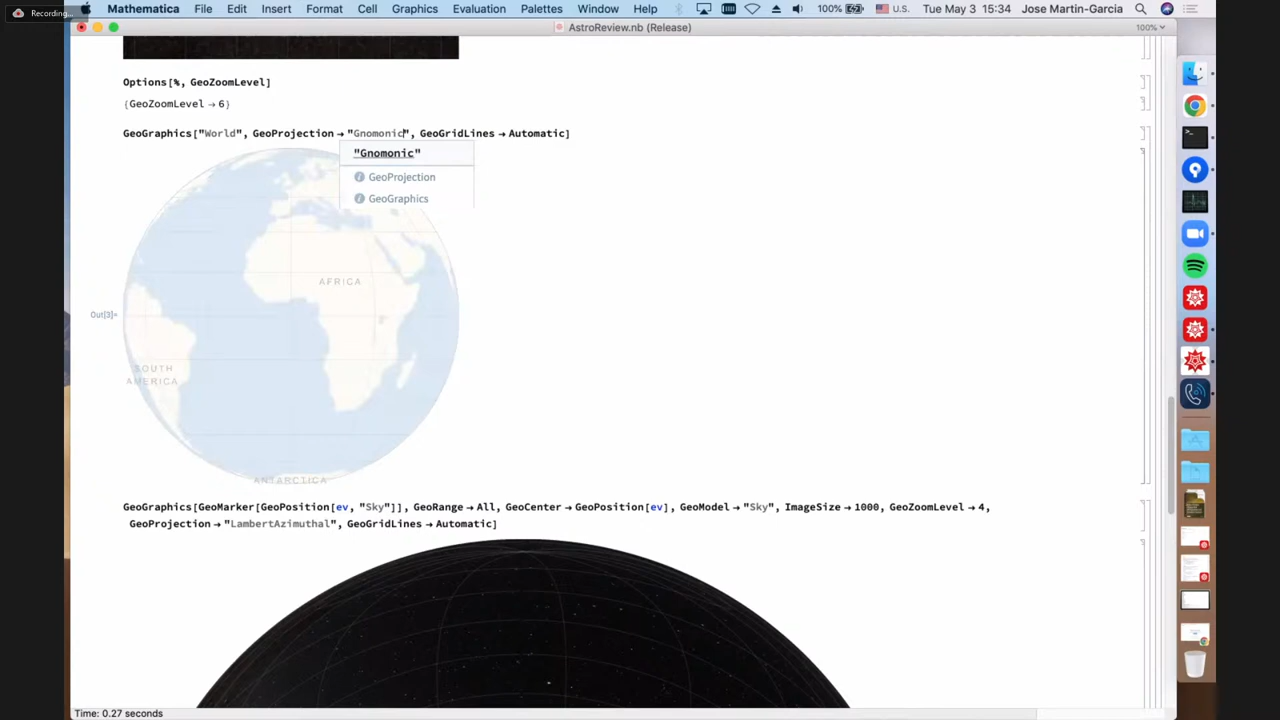 Recording...
Mathematica File Edit Insert Format Cell Graphics Evaluation Palettes Window Help 100% U.S. Tue May 3 15:34 Jose Martin-Garcia
AstroReview.nb (Release)
100%
Options[%, GeoZoomLevel]
{GeoZoomLevel → 6}
GeoGraphics["World", GeoProjection → "Gnomonic", GeoGridLines → Automatic]
"Gnomonic"
GeoProjection
GeoGraphics
AFRICA
Out[3]=
SOUTH
AMERICA
ANTARCTICA
GeoGraphics[GeoMarker[GeoPosition[ev, "Sky"]], GeoRange → All, GeoCenter → GeoPosition[ev], GeoModel → "Sky", ImageSize → 1000, GeoZoomLevel → 4,
GeoProjection → "LambertAzimuthal", GeoGridLines → Automatic]
Time: 0.27 seconds